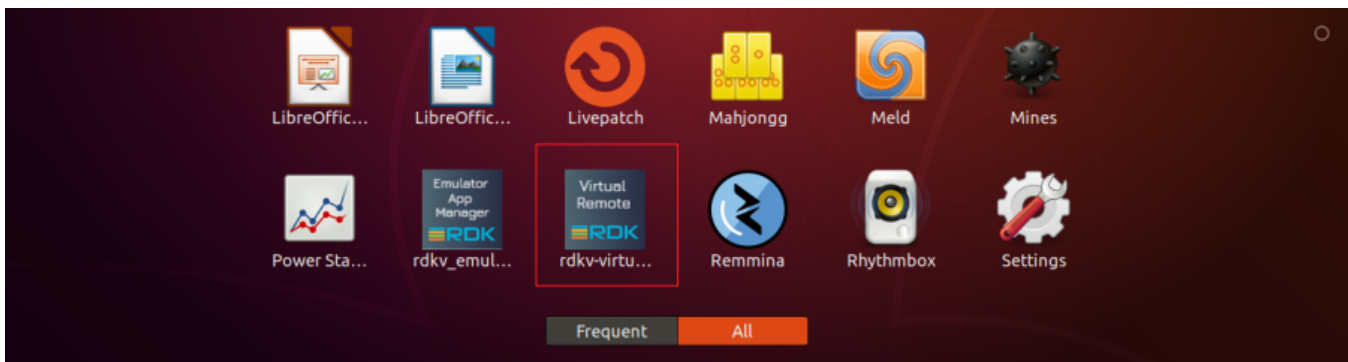 LibreOffic...
LibreOffic...
Livepatch
Mahjongg
Meld
Mines
Emulator
App
Manager
RDK
Virtual
Remote
RDK
Power Sta...
rdkv_emul...
rdkv-virtu...
Remmina
Rhythmbox
Settings
Frequent
All